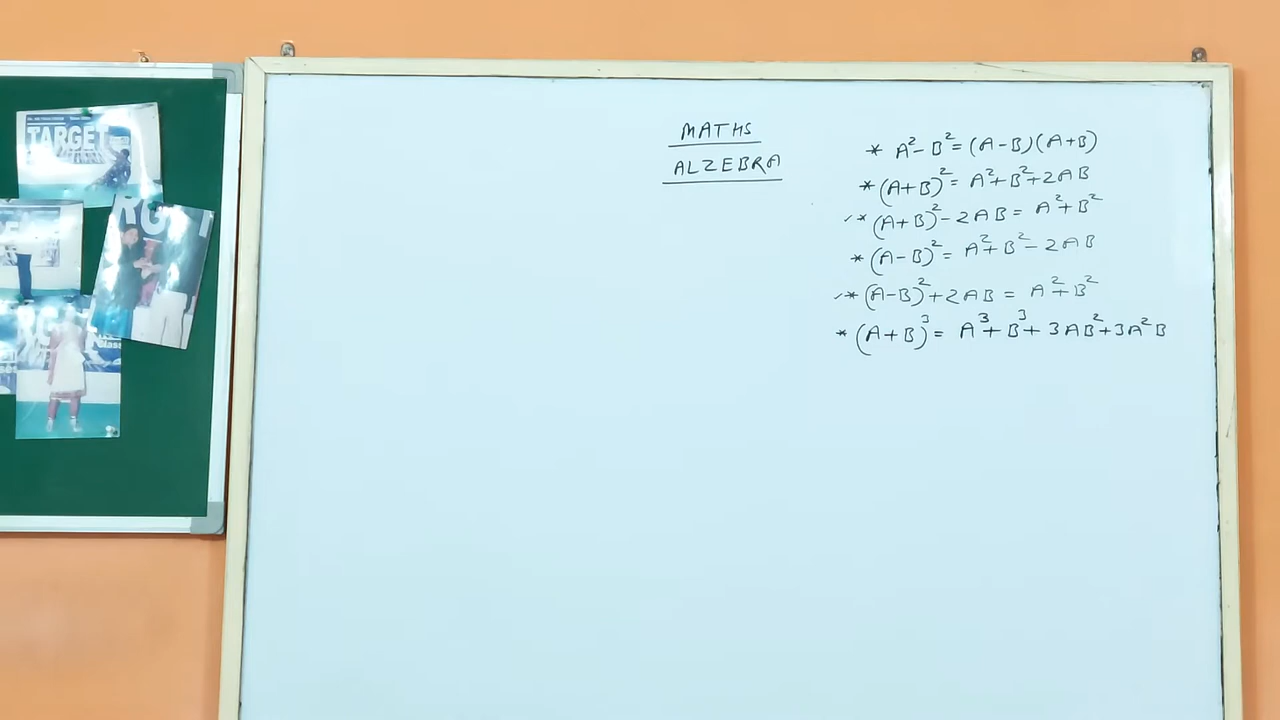 MATHS
ALZEBRA
* A²-B²=(A-B)(A+B)
*(A+B)²= A²+B²+2AB
✓*(A+B)²-2AB = A²+B²
*(A-B)²= A²+B²-2AB
✓*(A-B)²+2AB = A²+B²
*(A+B)³= A³+B³+3AB²+3A²B
TARGET